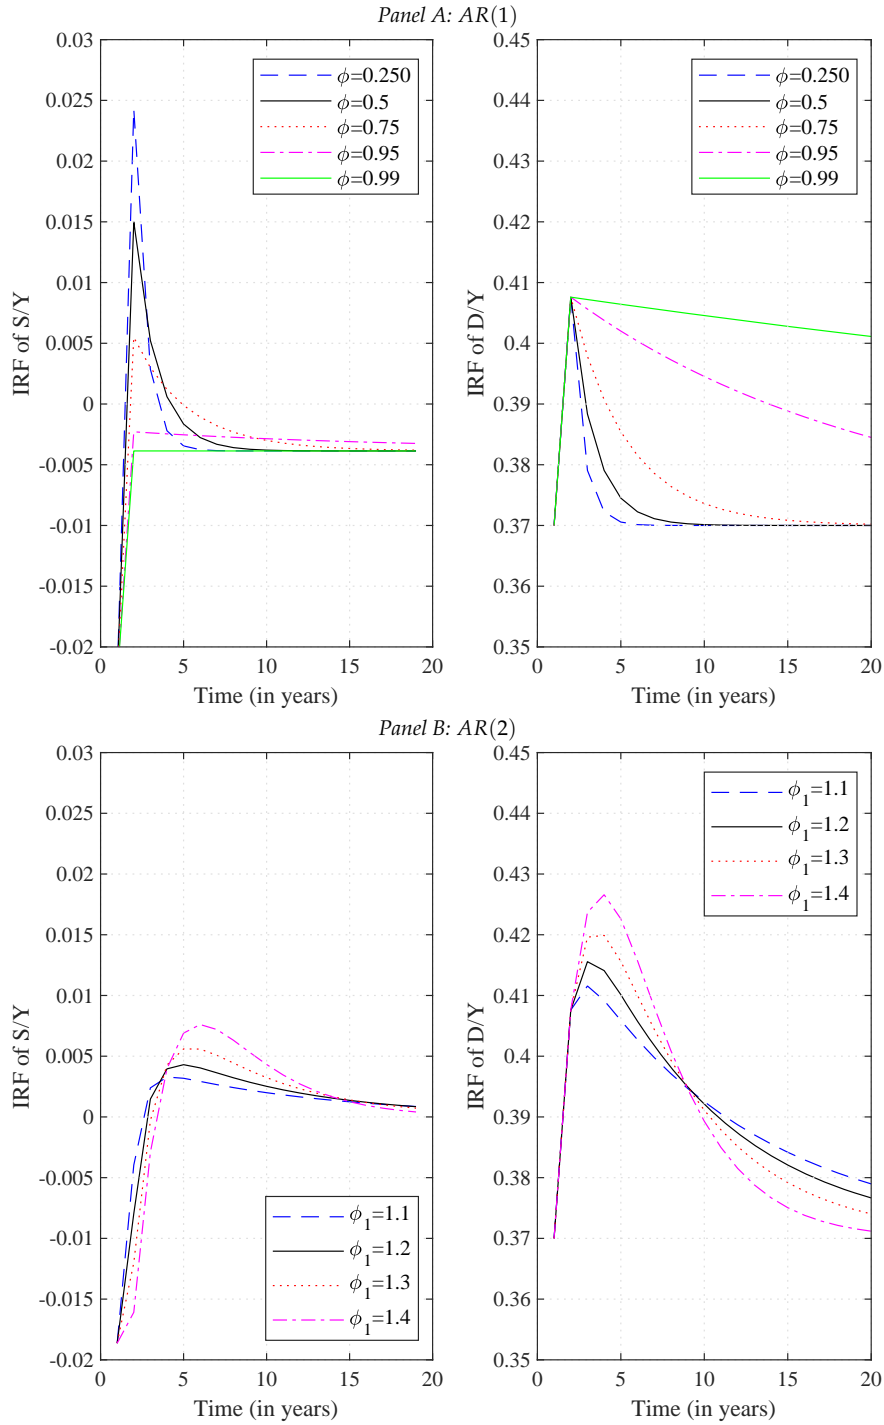 Panel A: AR(1)
0.03
0.025
0.02
0.015
0.01
0.005
0
-0.005
-0.01
-0.015
-0.02
IRF of S/Y
0 5 10 15 20
Time (in years)
ϕ=0.250
ϕ=0.5
ϕ=0.75
ϕ=0.95
ϕ=0.99
0.45
0.44
0.43
0.42
0.41
0.4
0.39
0.38
0.37
0.36
0.35
IRF of D/Y
0 5 10 15 20
Time (in years)
ϕ=0.250
ϕ=0.5
ϕ=0.75
ϕ=0.95
ϕ=0.99
Panel B: AR(2)
0.03
0.025
0.02
0.015
0.01
0.005
0
-0.005
-0.01
-0.015
-0.02
IRF of S/Y
0 5 10 15 20
Time (in years)
ϕ₁=1.1
ϕ₁=1.2
ϕ₁=1.3
ϕ₁=1.4
0.45
0.44
0.43
0.42
0.41
0.4
0.39
0.38
0.37
0.36
0.35
IRF of D/Y
0 5 10 15 20
Time (in years)
ϕ₁=1.1
ϕ₁=1.2
ϕ₁=1.3
ϕ₁=1.4